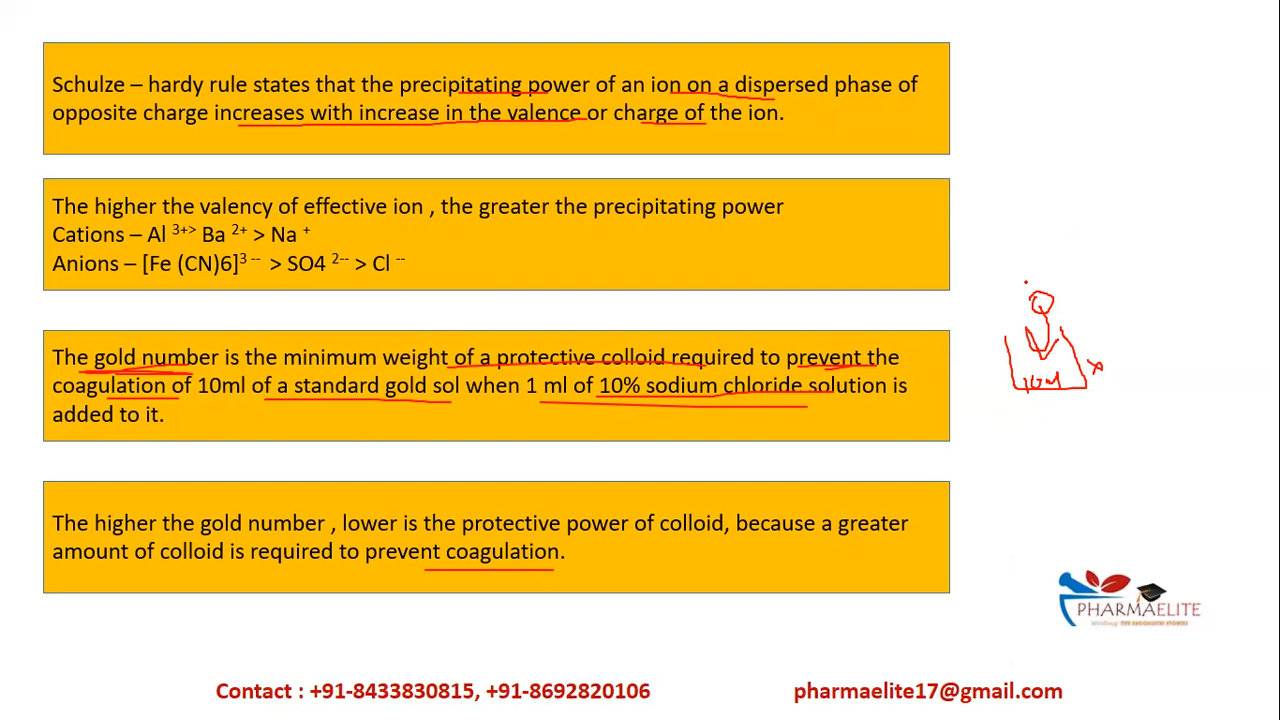 Schulze – hardy rule states that the precipitating power of an ion on a dispersed phase of
opposite charge increases with increase in the valence or charge of the ion.
The higher the valency of effective ion , the greater the precipitating power
Cations – Al ³⁺> Ba ²⁺ > Na ⁺
Anions – [Fe (CN)6]³ -- > SO4 ²-- > Cl --
The gold number is the minimum weight of a protective colloid required to prevent the
coagulation of 10ml of a standard gold sol when 1 ml of 10% sodium chloride solution is
added to it.
The higher the gold number , lower is the protective power of colloid, because a greater
amount of colloid is required to prevent coagulation.
PHARMAELITE
Contact : +91-8433830815, +91-8692820106
pharmaelite17@gmail.com